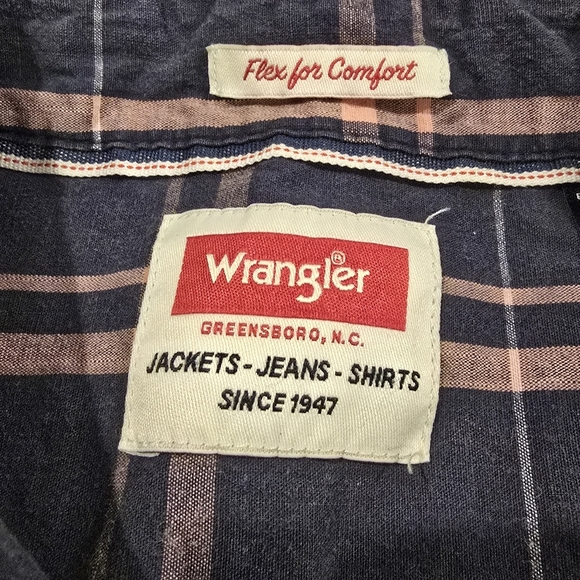 Flex for Comfort
Wrangler®
GREENSBORO, N.C.
JACKETS - JEANS - SHIRTS
SINCE 1947